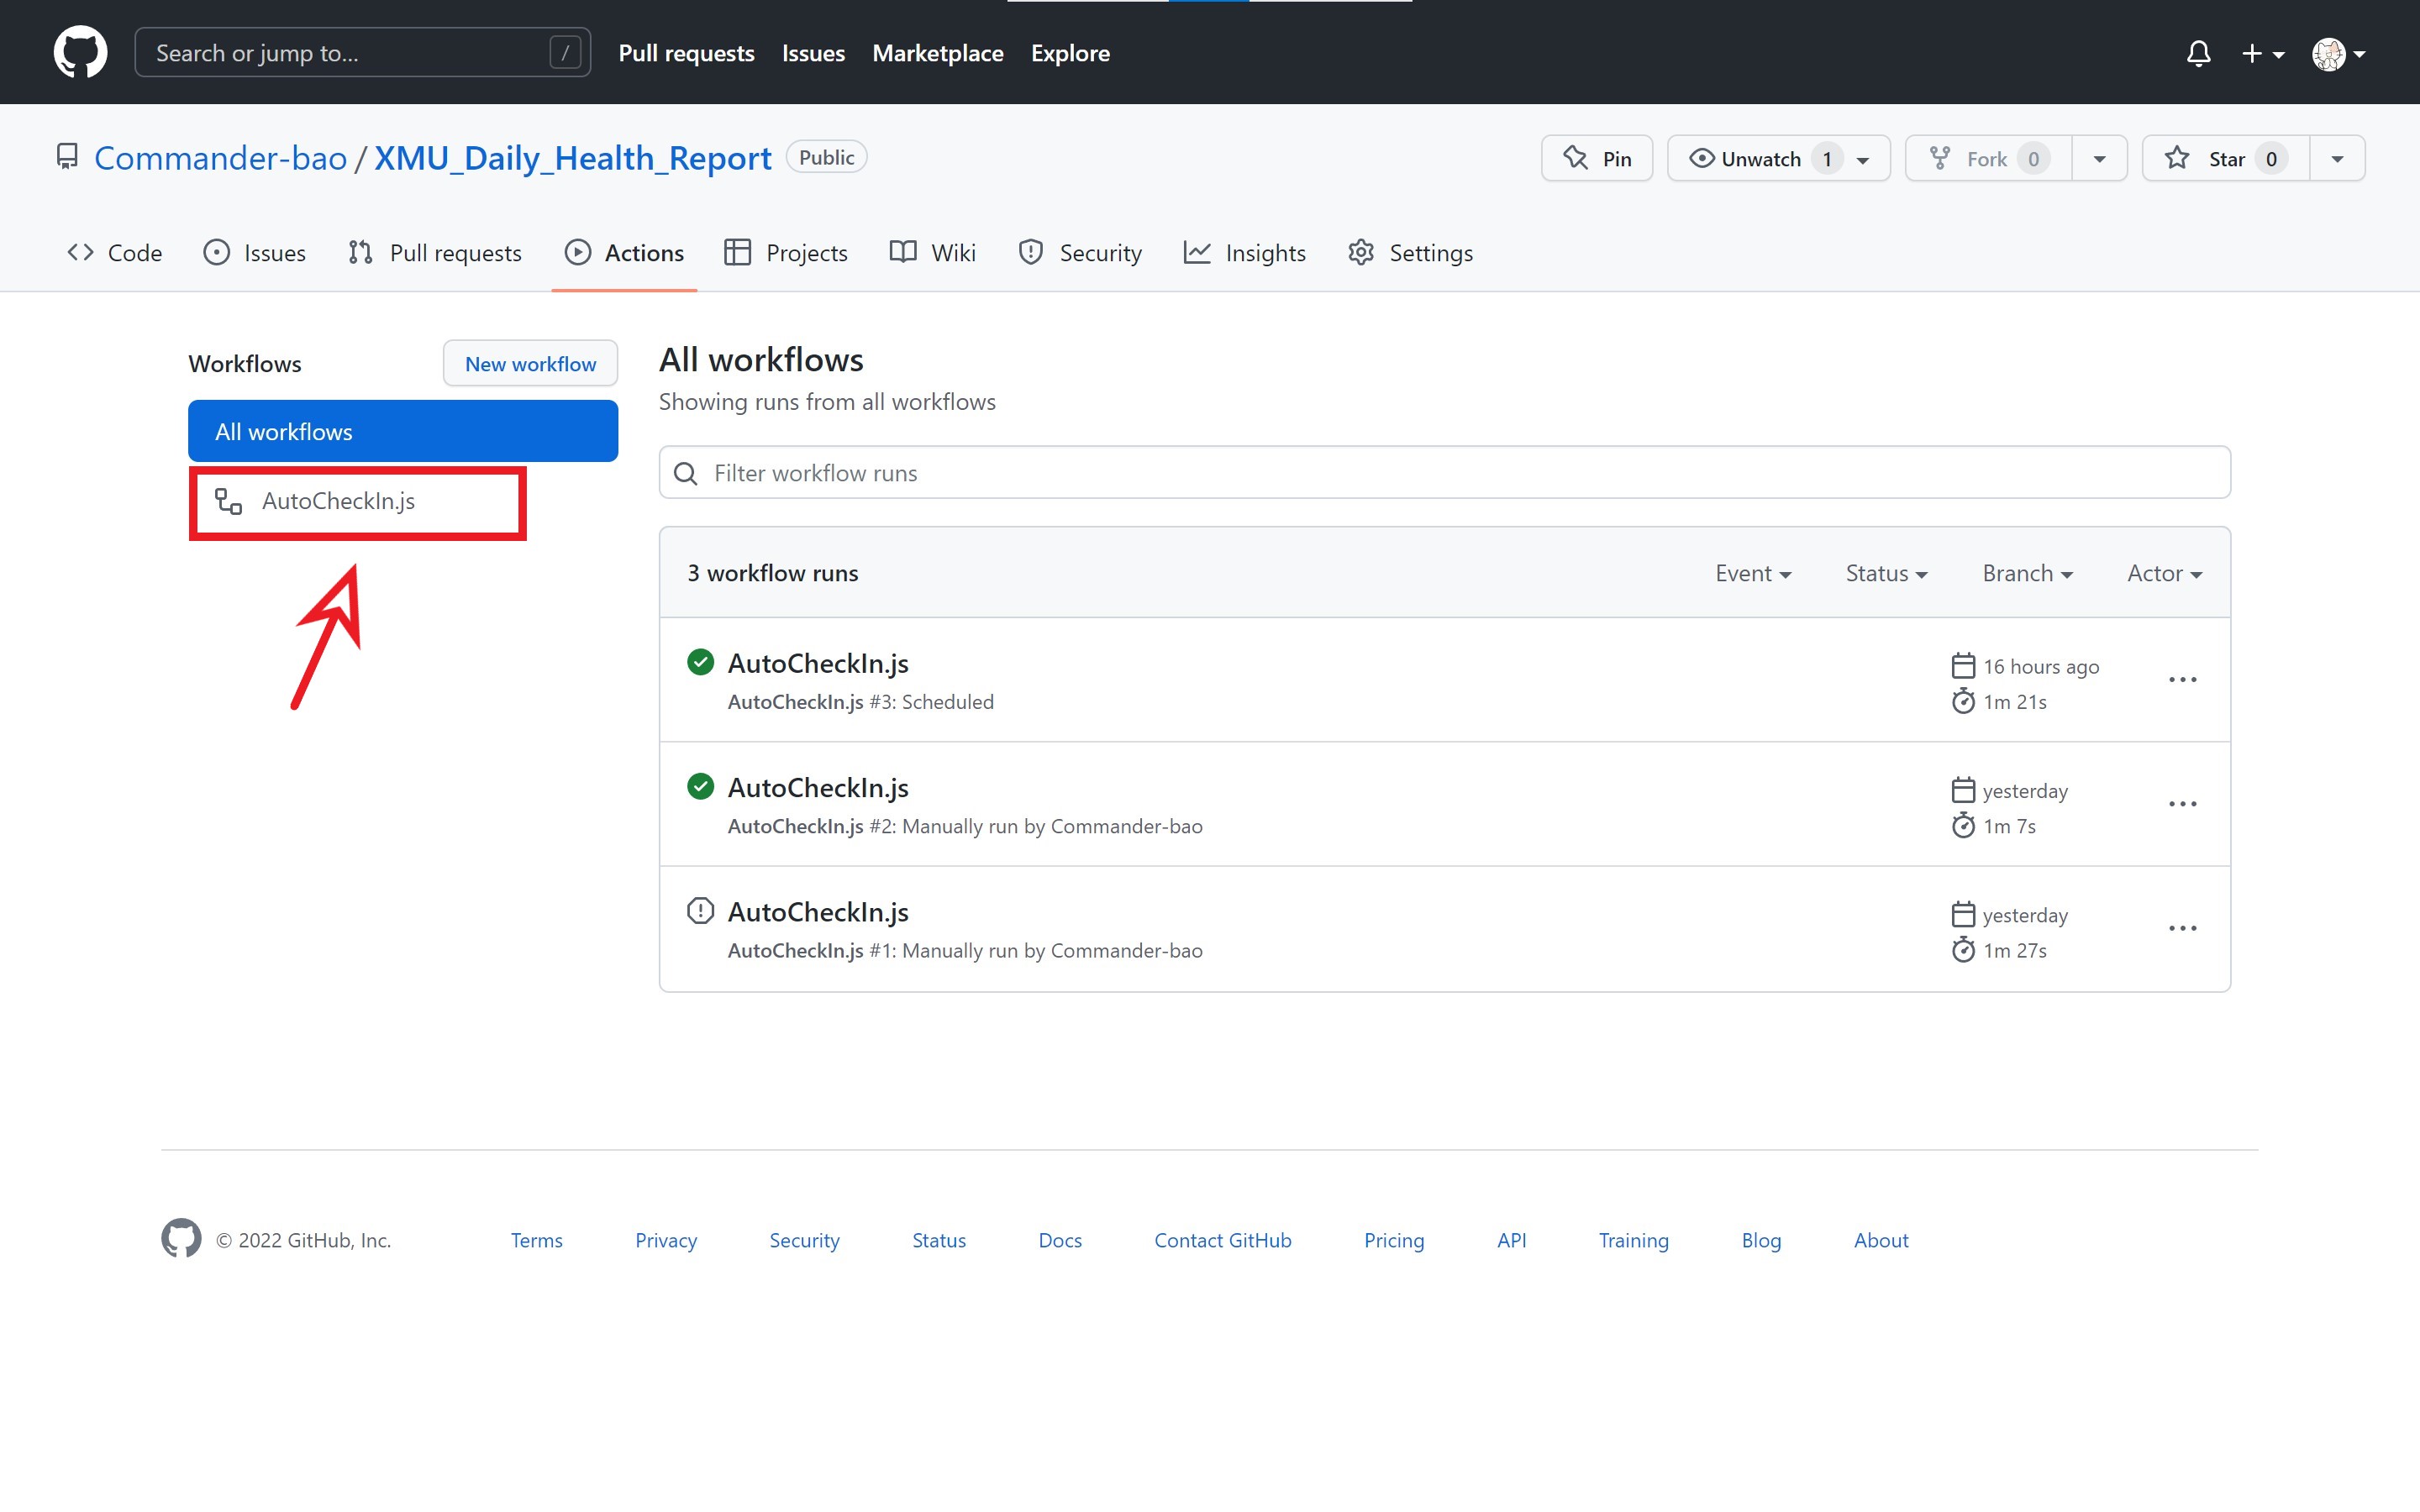 Search or jump to... / Pull requests Issues Marketplace Explore
Commander-bao / XMU_Daily_Health_Report Public Pin Unwatch 1 Fork 0 Star 0
Code Issues Pull requests Actions Projects Wiki Security Insights Settings
Workflows New workflow
All workflows
AutoCheckIn.js
All workflows
Showing runs from all workflows
Filter workflow runs
3 workflow runs Event Status Branch Actor
AutoCheckIn.js
16 hours ago
AutoCheckIn.js #3: Scheduled
1m 21s
AutoCheckIn.js
yesterday
AutoCheckIn.js #2: Manually run by Commander-bao
1m 7s
AutoCheckIn.js
yesterday
AutoCheckIn.js #1: Manually run by Commander-bao
1m 27s
© 2022 GitHub, Inc. Terms Privacy Security Status Docs Contact GitHub Pricing API Training Blog About